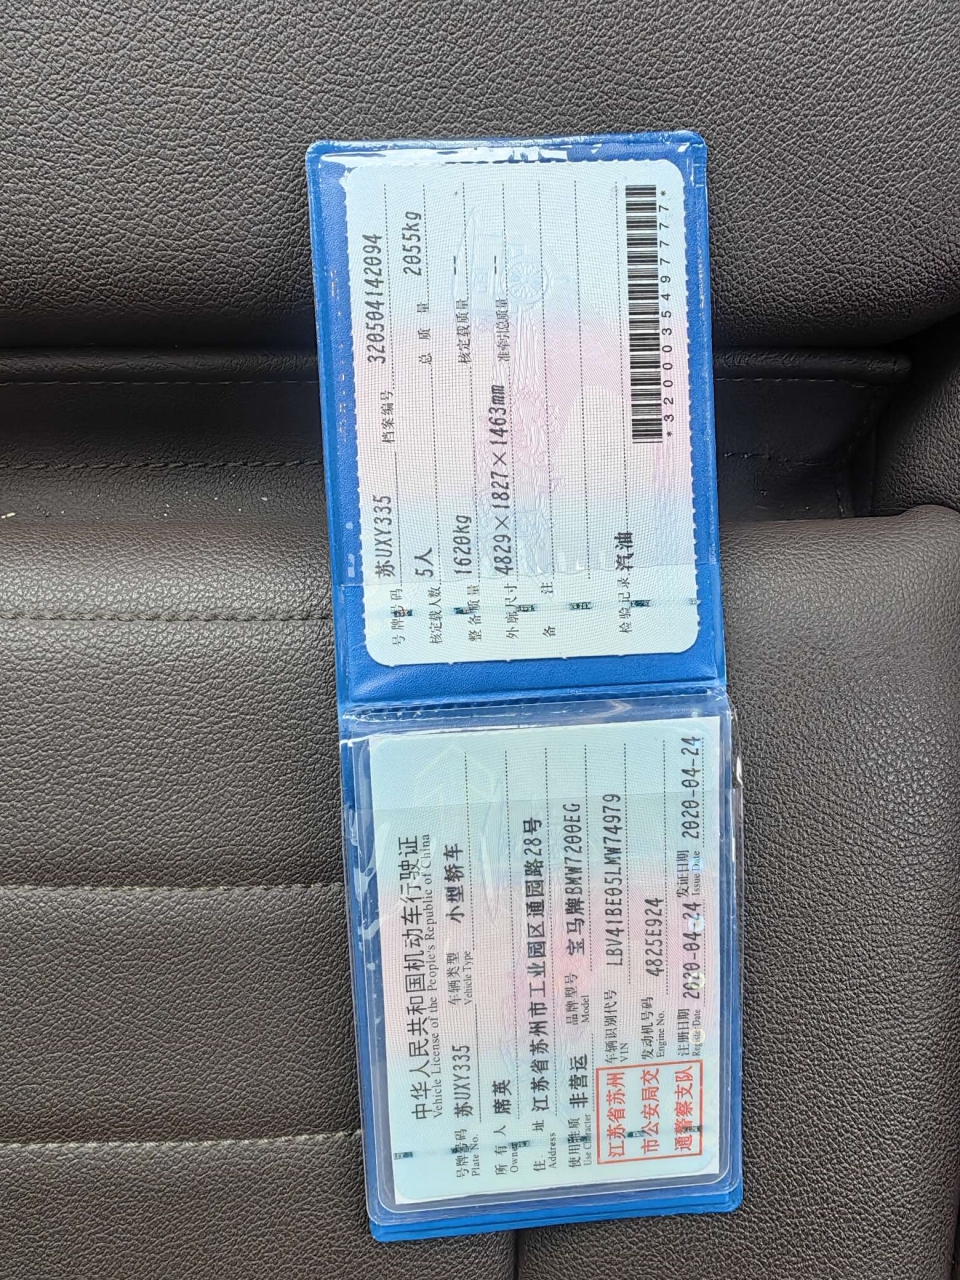 中华人民共和国机动车行驶证
Vehicle License of the People's Republic of China
号牌号码 苏UXY335 车辆类型 小型轿车
Plate No. Vehicle Type
所有人 席英
Owner
住址 江苏省苏州市工业园区通园路28号
Address
使用性质 非营运 品牌型号 宝马牌BMW7200EG
Use Character Model
江苏省苏州
市公安局交
通警察支队
车辆识别代号 LBV41BE05LMW74979
VIN
发动机号码 4825E924
Engine No.
注册日期 2020-04-24 发证日期 2020-04-24
Register Date Issue Date
号牌号码 苏UXY335 档案编号 320504142094
核定载人数 5人 总质量 2055kg
整备质量 1620kg 核定载质量 --
外廓尺寸 4829×1827×1463mm 准牵引总质量 --
备注
检验记录 汽油
*3200035497777*